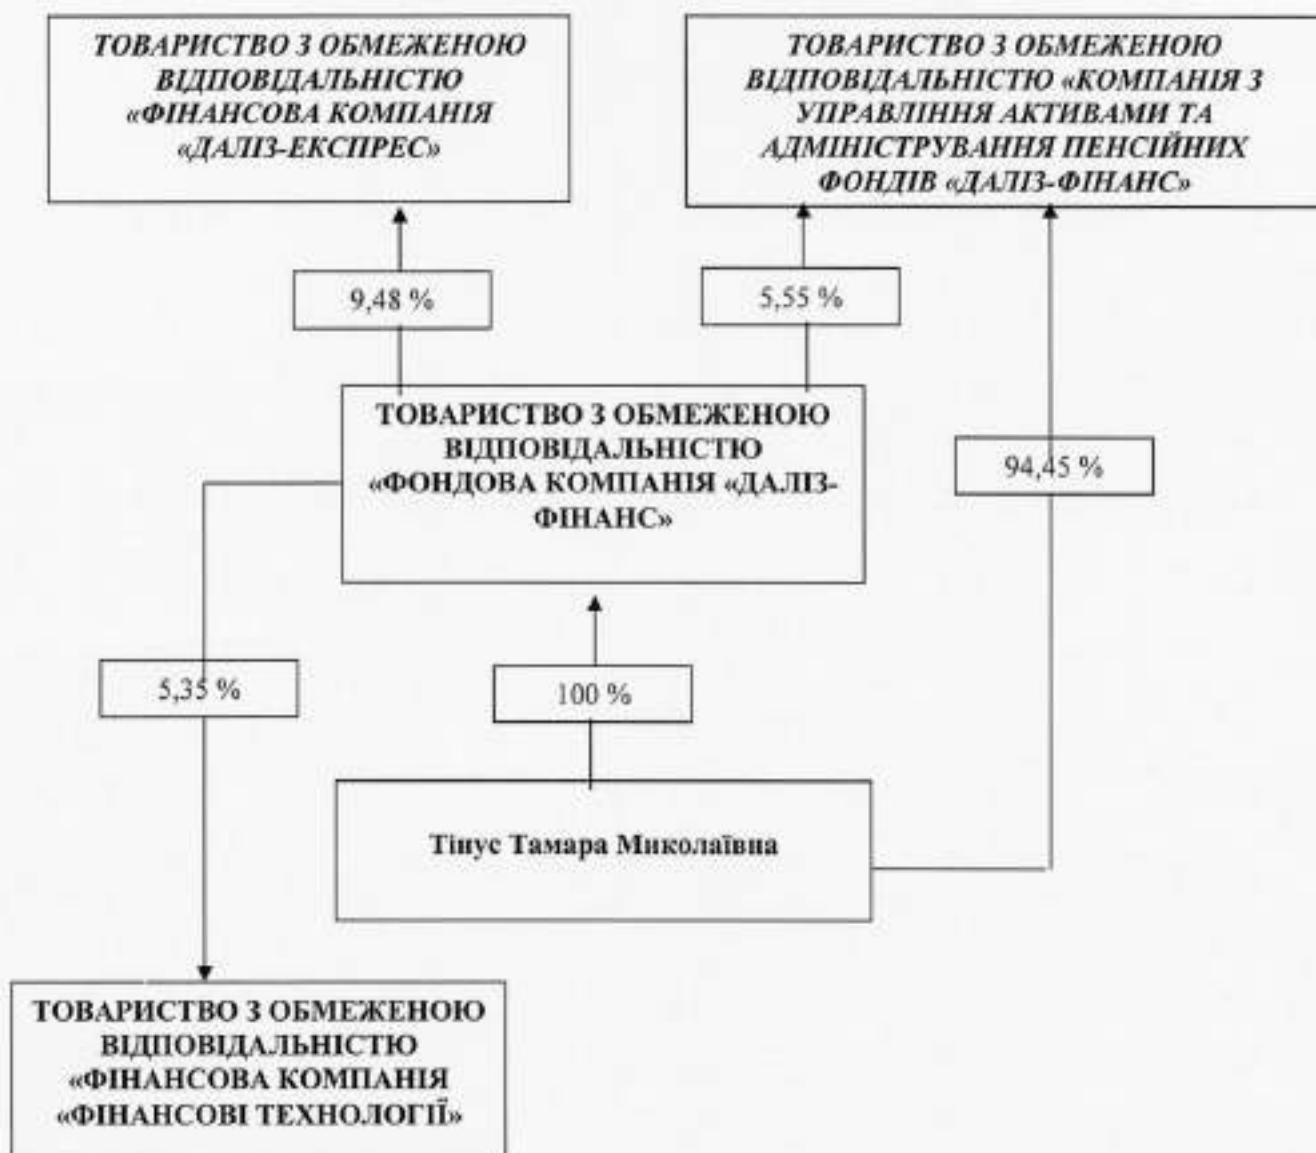 ТОВАРИСТВО З ОБМЕЖЕНОЮ
ВІДПОВІДАЛЬНІСТЮ
«ФІНАНСОВА КОМПАНІЯ
«ДАЛІЗ-ЕКСПРЕС»
ТОВАРИСТВО З ОБМЕЖЕНОЮ
ВІДПОВІДАЛЬНІСТЮ «КОМПАНІЯ З
УПРАВЛІННЯ АКТИВАМИ ТА
АДМІНІСТРУВАННЯ ПЕНСІЙНИХ
ФОНДІВ «ДАЛІЗ-ФІНАНС»
9,48 %
5,55 %
ТОВАРИСТВО З ОБМЕЖЕНОЮ
ВІДПОВІДАЛЬНІСТЮ
«ФОНДОВА КОМПАНІЯ «ДАЛІЗ-
ФІНАНС»
94,45 %
5,35 %
100 %
Тінус Тамара Миколаївна
ТОВАРИСТВО З ОБМЕЖЕНОЮ
ВІДПОВІДАЛЬНІСТЮ
«ФІНАНСОВА КОМПАНІЯ
«ФІНАНСОВІ ТЕХНОЛОГІЇ»